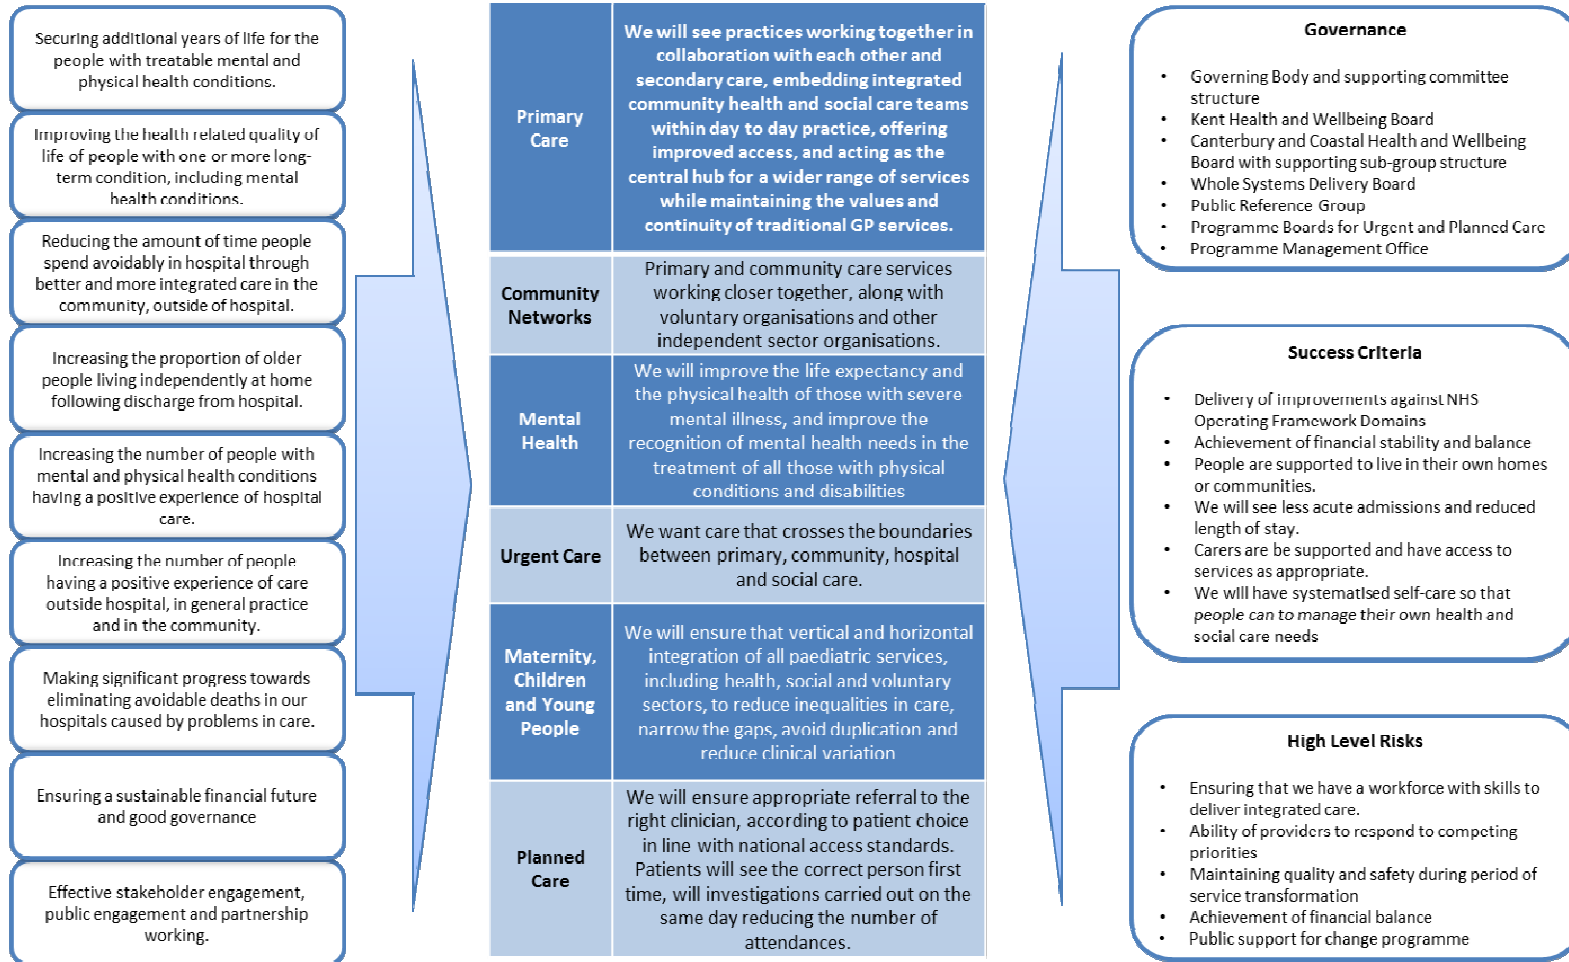 Securing additional years of life for the
people with treatable mental and
physical health conditions.
Improving the health related quality of
life of people with one or more long-
term condition, including mental
health conditions.
Reducing the amount of time people
spend avoidably in hospital through
better and more integrated care in the
community, outside of hospital.
Increasing the proportion of older
people living independently at home
following discharge from hospital.
Increasing the number of people with
mental and physical health conditions
having a positive experience of hospital
care.
Increasing the number of people
having a positive experience of care
outside hospital, in general practice
and in the community.
Making significant progress towards
eliminating avoidable deaths in our
hospitals caused by problems in care.
Ensuring a sustainable financial future
and good governance
Effective stakeholder engagement,
public engagement and partnership
working.
Primary
Care
We will see practices working together in
collaboration with each other and
secondary care, embedding integrated
community health and social care teams
within day to day practice, offering
improved access, and acting as the
central hub for a wider range of services
while maintaining the values and
continuity of traditional GP services.
Community
Networks
Primary and community care services
working closer together, along with
voluntary organisations and other
independent sector organisations.
Mental
Health
We will improve the life expectancy and
the physical health of those with severe
mental illness, and improve the
recognition of mental health needs in the
treatment of all those with physical
conditions and disabilities
Urgent Care
We want care that crosses the boundaries
between primary, community, hospital
and social care.
Maternity,
Children
and Young
People
We will ensure that vertical and horizontal
integration of all paediatric services,
including health, social and voluntary
sectors, to reduce inequalities in care,
narrow the gaps, avoid duplication and
reduce clinical variation
Planned
Care
We will ensure appropriate referral to the
right clinician, according to patient choice
in line with national access standards.
Patients will see the correct person first
time, will investigations carried out on the
same day reducing the number of
attendances.
Governance
• Governing Body and supporting committee
structure
• Kent Health and Wellbeing Board
• Canterbury and Coastal Health and Wellbeing
Board with supporting sub-group structure
• Whole Systems Delivery Board
• Public Reference Group
• Programme Boards for Urgent and Planned Care
• Programme Management Office
Success Criteria
• Delivery of improvements against NHS
Operating Framework Domains
• Achievement of financial stability and balance
• People are supported to live in their own homes
or communities.
• We will see less acute admissions and reduced
length of stay.
• Carers are be supported and have access to
services as appropriate.
• We will have systematised self-care so that
people can to manage their own health and
social care needs
High Level Risks
• Ensuring that we have a workforce with skills to
deliver integrated care.
• Ability of providers to respond to competing
priorities
• Maintaining quality and safety during period of
service transformation
• Achievement of financial balance
• Public support for change programme